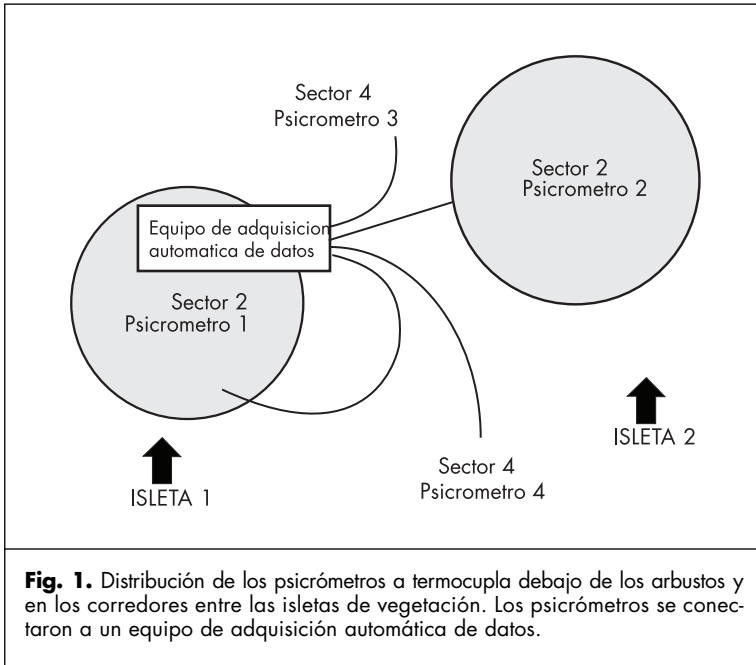 Sector 4
Psicrometro 3
Sector 2
Psicrometro 2
Equipo de adquisicion
automatica de datos
Sector 2
Psicrometro 1
ISLETA 2
Sector 4
Psicrometro 4
ISLETA 1
Fig. 1. Distribución de los psicrómetros a termocupla debajo de los arbustos y
en los corredores entre las isletas de vegetación. Los psicrómetros se conec-
taron a un equipo de adquisición automática de datos.